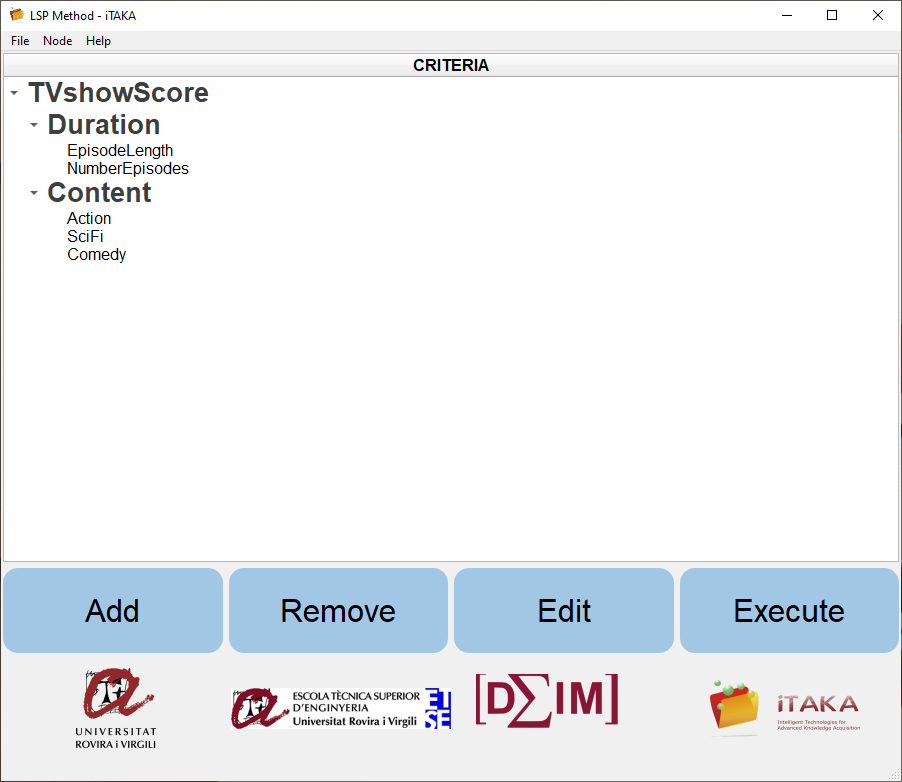 LSP Method - iTAKA
File Node Help
CRITERIA
TVshowScore
Duration
EpisodeLength
NumberEpisodes
Content
Action
SciFi
Comedy
Add Remove Edit Execute
UNIVERSITAT
ROVIRA i VIRGILI
ESCOLA TÈCNICA SUPERIOR
D'ENGINYERIA
Universitat Rovira i Virgili
ETSE
[DΣIM]
iTAKA
Intelligent Technologies for
Advanced Knowledge Acquisition